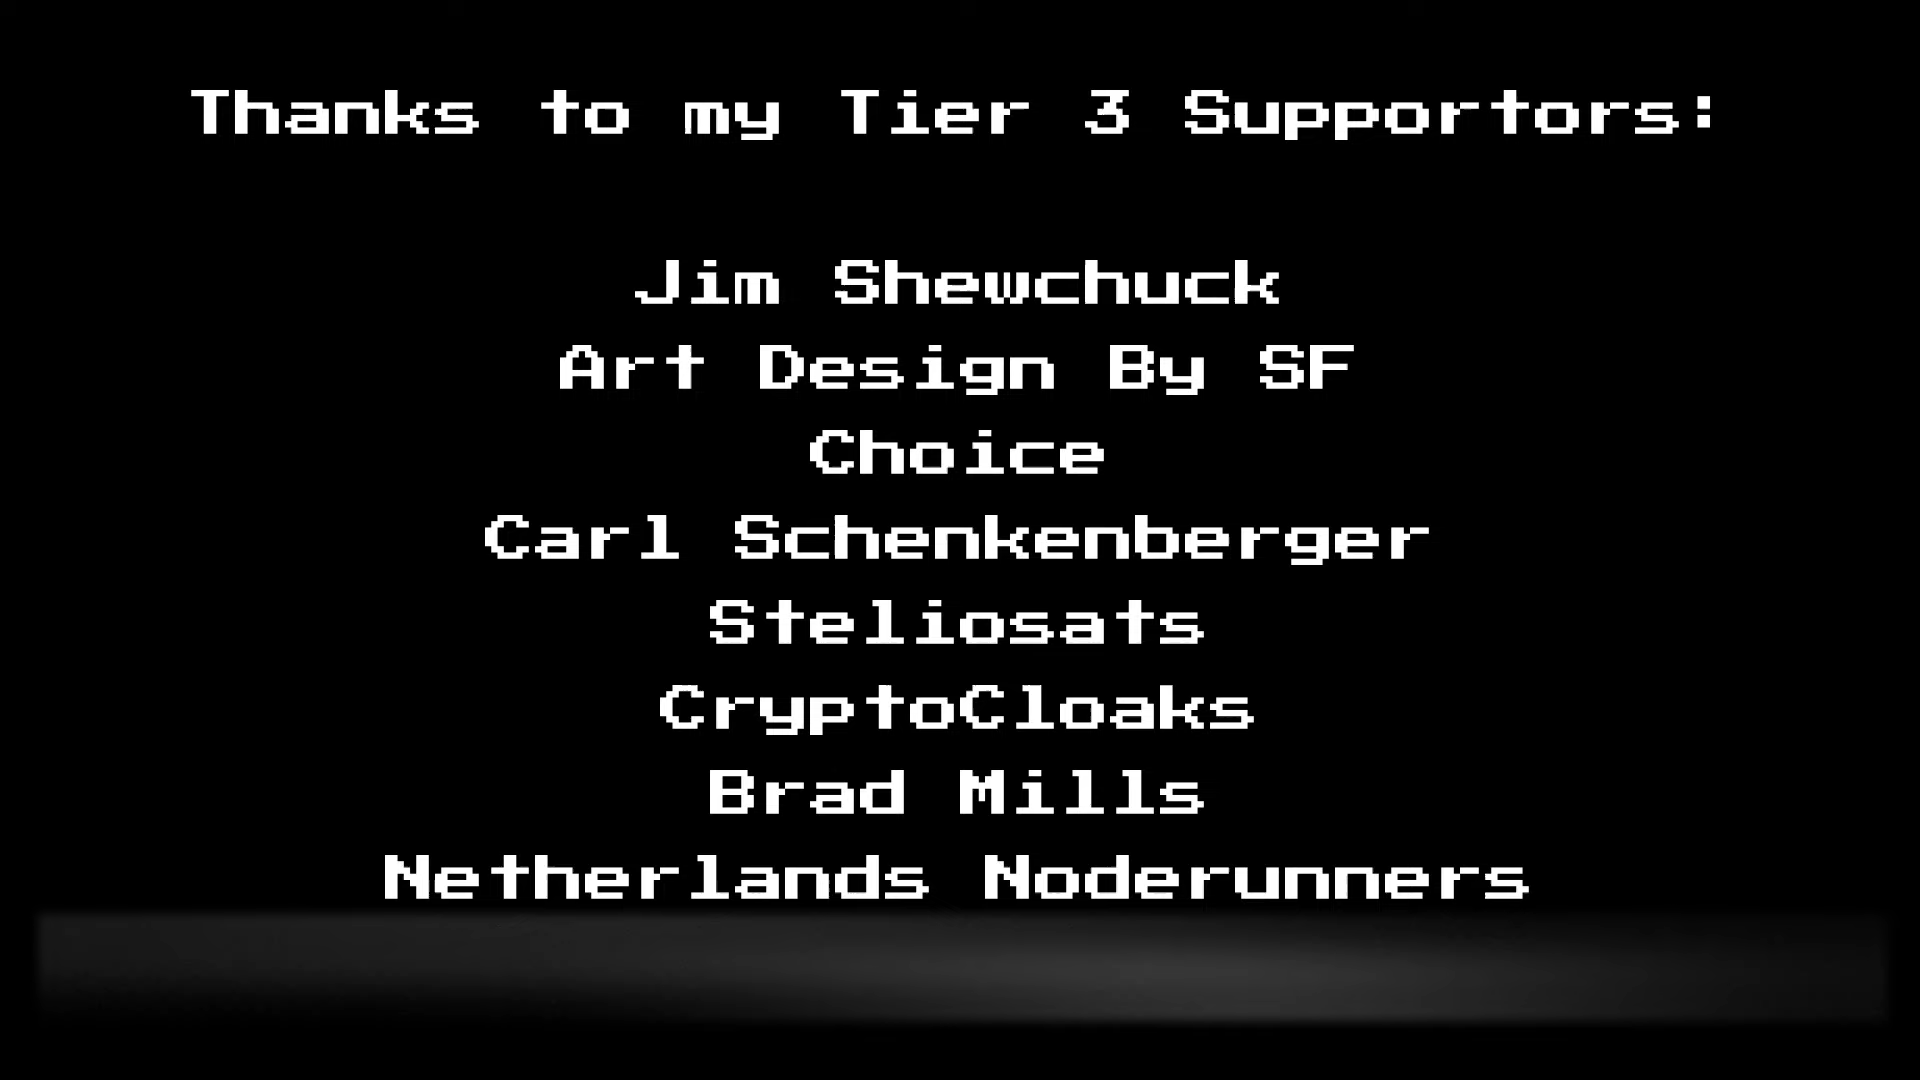 Thanks to my Tier 3 Supportors:
Jim Shewchuck
Art Design By SF
Choice
Carl Schenkenberger
Steliosats
CryptoCloaks
Brad Mills
Netherlands Noderunners